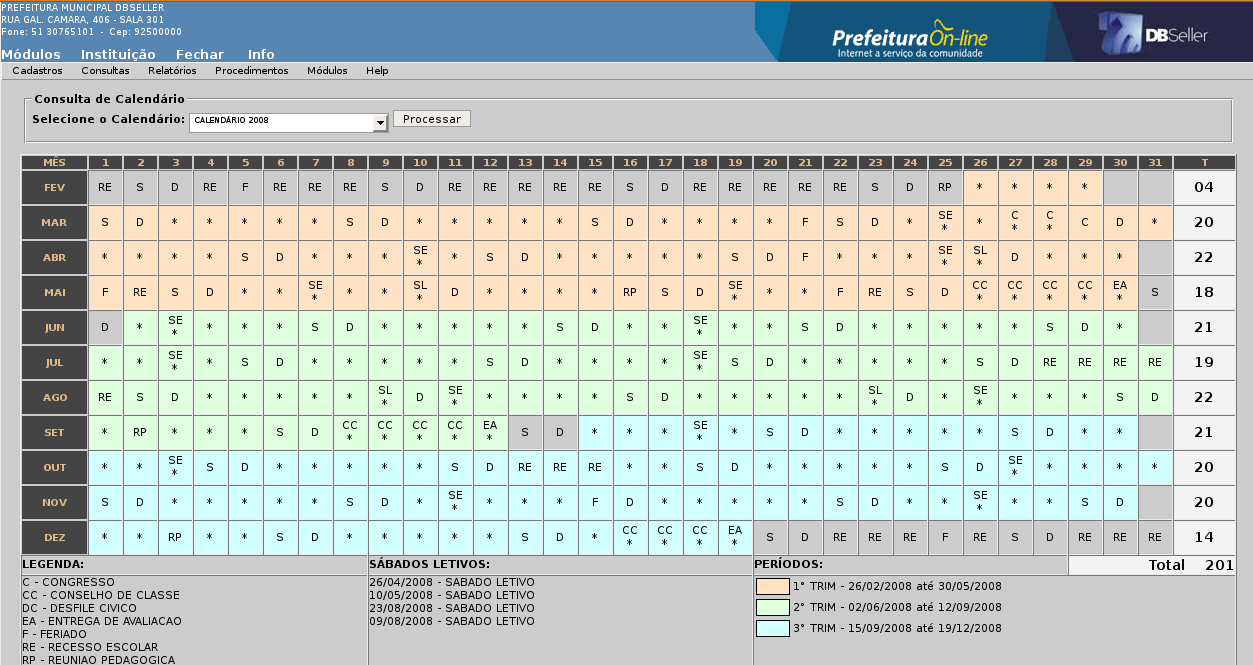 PREFEITURA MUNICIPAL DBSELLER
RUA GAL. CAMARA, 406 - SALA 301
Fone: 51 30765101 - Cep: 92500000
Prefeitura On-line
Internet a serviço da comunidade
DBSeller
Módulos Instituição Fechar Info
Cadastros Consultas Relatórios Procedimentos Módulos Help
Consulta de Calendário
Selecione o Calendário: CALENDÁRIO 2008 Processar
MÊS 1 2 3 4 5 6 7 8 9 10 11 12 13 14 15 16 17 18 19 20 21 22 23 24 25 26 27 28 29 30 31 T
FEV RE S D RE F RE RE RE S D RE RE RE RE RE S D RE RE RE RE RE S D RP * * * * 04
MAR S D * * * * * S D * * * * * S D * * * * F S D * SE * * C * C * C D * 20
ABR * * * * S D * * * SE * * S D * * * * * S D F * * * SE * SL * D * * * 22
MAI F RE S D * * SE * * * SL * D * * * * RP S D SE * * * F RE S D CC * CC * CC * CC * EA * S 18
JUN D * SE * * * * S D * * * * * S D * * SE * * * S D * * * * * S D * 21
JUL * * SE * * S D * * * * * S D * * * * SE * S D * * * * * S D RE RE RE RE 19
AGO RE S D * * * * * SL * D SE * * * * * S D * * * * * SL * D * SE * * * * S D 22
SET * RP * * * S D CC * CC * CC * CC * EA * S D * * * SE * * S D * * * * * S D * * 21
OUT * * SE * S D * * * * * S D RE RE RE * * S D * * * * * S D SE * * * * * 20
NOV S D * * * * * S D * SE * * * * F D * * * * * S D * * SE * * * S D 20
DEZ * * RP * * S D * * * * * S D * CC * CC * CC * EA * S D RE RE RE F RE S D RE RE RE 14
Total 201
LEGENDA:
C - CONGRESSO
CC - CONSELHO DE CLASSE
DC - DESFILE CIVICO
EA - ENTREGA DE AVALIACAO
F - FERIADO
RE - RECESSO ESCOLAR
RP - REUNIAO PEDAGOGICA
SÁBADOS LETIVOS:
26/04/2008 - SABADO LETIVO
10/05/2008 - SABADO LETIVO
23/08/2008 - SABADO LETIVO
09/08/2008 - SABADO LETIVO
PERÍODOS:
1° TRIM - 26/02/2008 até 30/05/2008
2° TRIM - 02/06/2008 até 12/09/2008
3° TRIM - 15/09/2008 até 19/12/2008